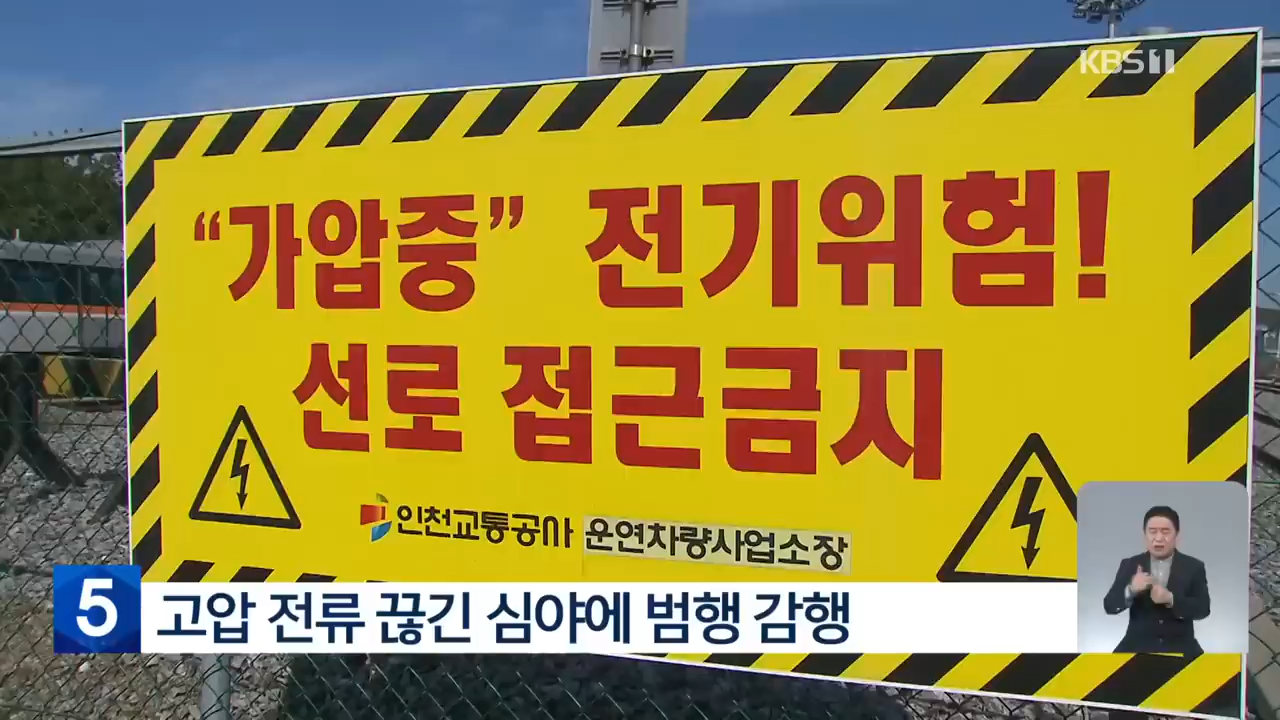 KBS 1
“가압중” 전기위험!
선로 접근금지
인천교통공사 운연차량사업소장
5 고압 전류 끊긴 심야에 범행 감행